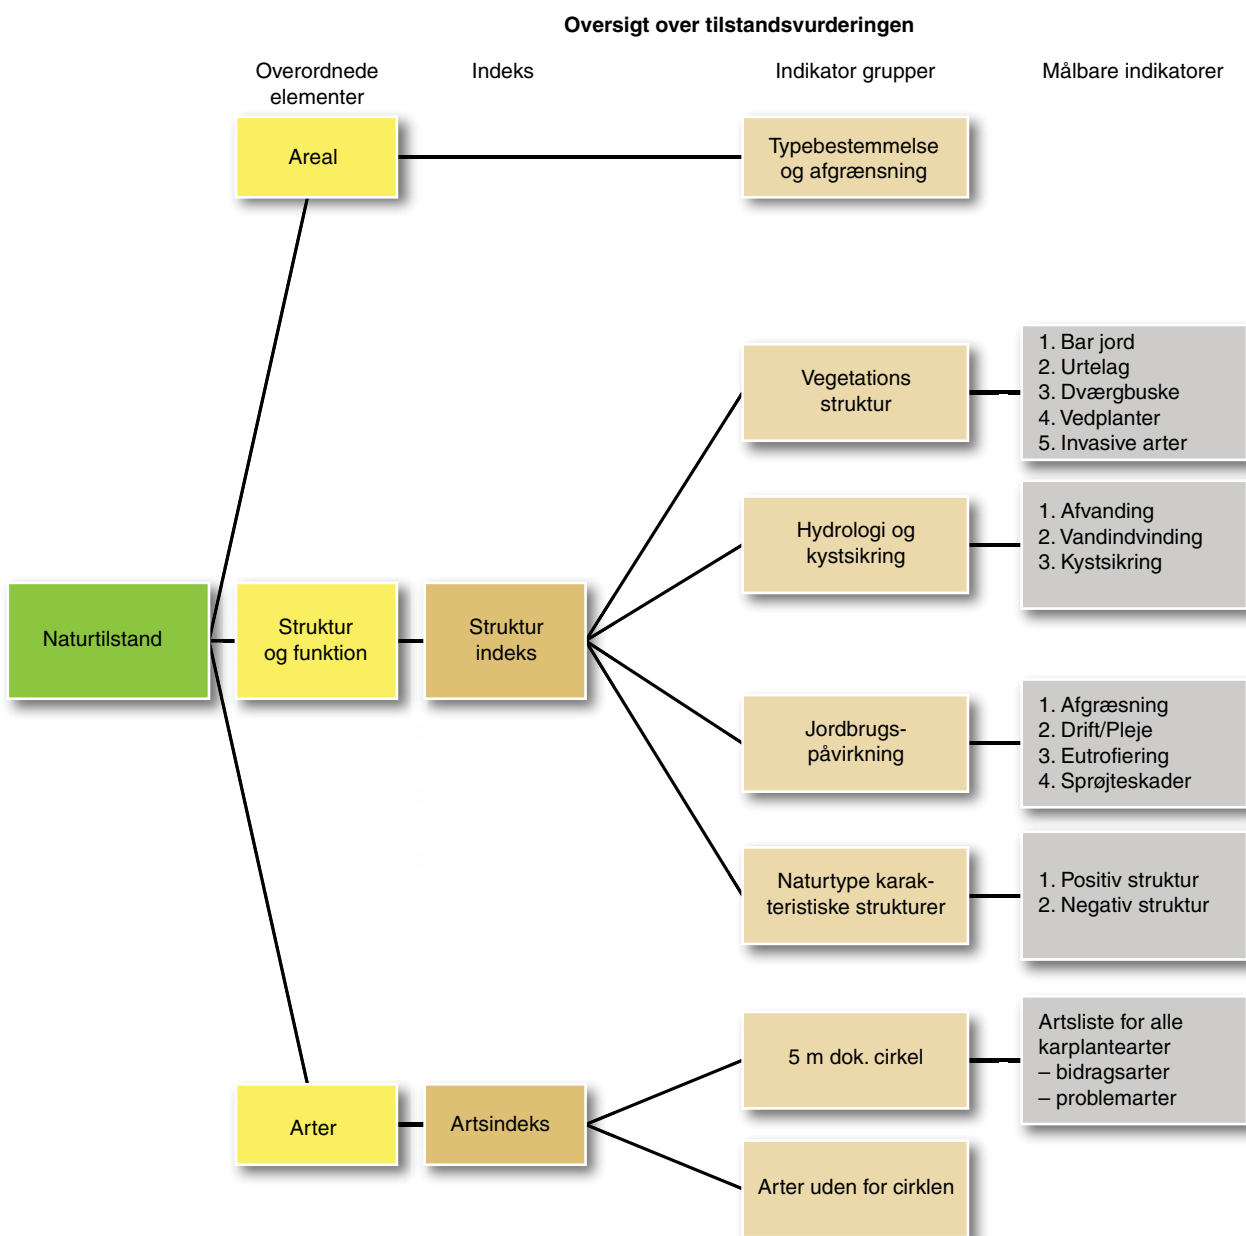 Oversigt over tilstandsvurderingen
Overordnede
elementer
Indeks
Indikator grupper
Målbare indikatorer
Areal
Typebestemmelse
og afgrænsning
Vegetations
struktur
1. Bar jord
2. Urtelag
3. Dværgbuske
4. Vedplanter
5. Invasive arter
Hydrologi og
kystsikring
1. Afvanding
2. Vandindvinding
3. Kystsikring
Naturtilstand
Struktur
og funktion
Struktur
indeks
Jordbrugs-
påvirkning
1. Afgræsning
2. Drift/Pleje
3. Eutrofiering
4. Sprøjteskader
Naturtype karak-
teristiske strukturer
1. Positiv struktur
2. Negativ struktur
Arter
Artsindeks
5 m dok. cirkel
Artsliste for alle
karplantearter
– bidragsarter
– problemarter
Arter uden for cirklen